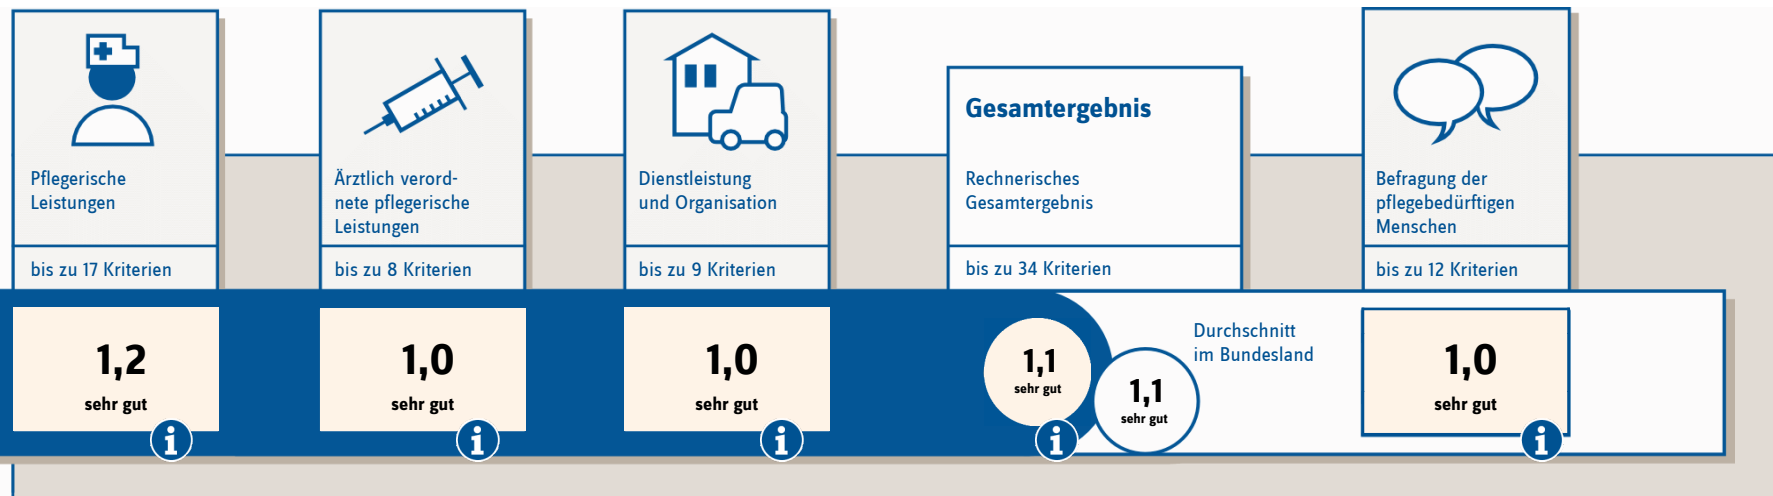 Pflegerische
Leistungen
bis zu 17 Kriterien
1,2
sehr gut
i
Ärztlich verord-
nete pflegerische
Leistungen
bis zu 8 Kriterien
1,0
sehr gut
i
Dienstleistung
und Organisation
bis zu 9 Kriterien
1,0
sehr gut
i
Gesamtergebnis
Rechnerisches
Gesamtergebnis
bis zu 34 Kriterien
1,1
sehr gut
i
Durchschnitt
im Bundesland
1,1
sehr gut
Befragung der
pflegebedürftigen
Menschen
bis zu 12 Kriterien
1,0
sehr gut
i